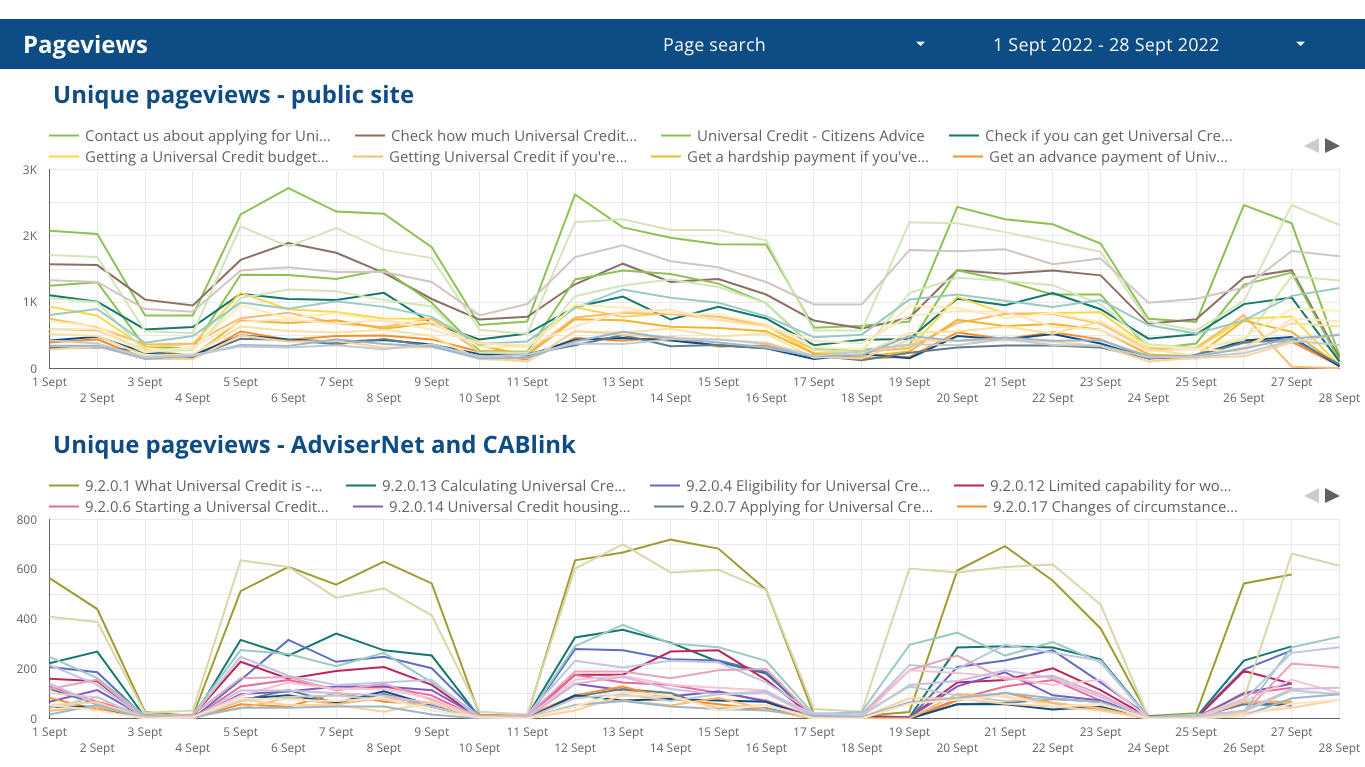 Pageviews Page search 1 Sept 2022 - 28 Sept 2022
Unique pageviews - public site
Contact us about applying for Uni... Check how much Universal Credit... Universal Credit - Citizens Advice Check if you can get Universal Cre...
Getting a Universal Credit budget... Getting Universal Credit if you're... Get a hardship payment if you've... Get an advance payment of Univ...
3K
2K
1K
0
1 Sept 3 Sept 5 Sept 7 Sept 9 Sept 11 Sept 13 Sept 15 Sept 17 Sept 19 Sept 21 Sept 23 Sept 25 Sept 27 Sept
2 Sept 4 Sept 6 Sept 8 Sept 10 Sept 12 Sept 14 Sept 16 Sept 18 Sept 20 Sept 22 Sept 24 Sept 26 Sept 28 Sept
Unique pageviews - AdviserNet and CABlink
9.2.0.1 What Universal Credit is -... 9.2.0.13 Calculating Universal Cre... 9.2.0.4 Eligibility for Universal Cre... 9.2.0.12 Limited capability for wo...
9.2.0.6 Starting a Universal Credit... 9.2.0.14 Universal Credit housing... 9.2.0.7 Applying for Universal Cre... 9.2.0.17 Changes of circumstance...
800
600
400
200
0
1 Sept 3 Sept 5 Sept 7 Sept 9 Sept 11 Sept 13 Sept 15 Sept 17 Sept 19 Sept 21 Sept 23 Sept 25 Sept 27 Sept
2 Sept 4 Sept 6 Sept 8 Sept 10 Sept 12 Sept 14 Sept 16 Sept 18 Sept 20 Sept 22 Sept 24 Sept 26 Sept 28 Sept